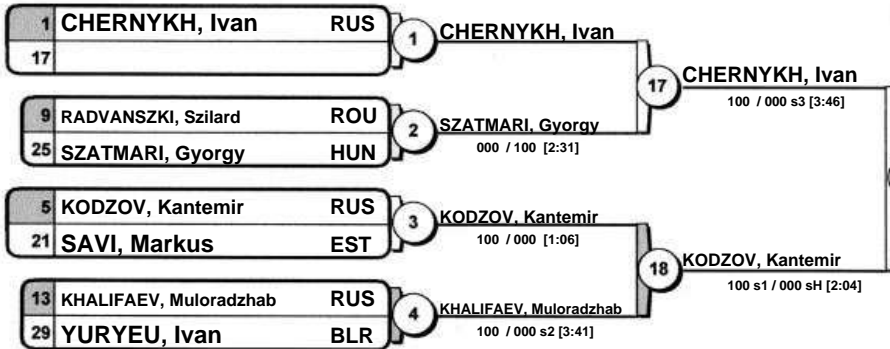 1 CHERNYKH, Ivan RUS
17
1 CHERNYKH, Ivan
9 RADVANSZKI, Szilard ROU
25 SZATMARI, Gyorgy HUN
2 SZATMARI, Gyorgy
000 / 100 [2:31]
17 CHERNYKH, Ivan
100 / 000 s3 [3:46]
5 KODZOV, Kantemir RUS
21 SAVI, Markus EST
3 KODZOV, Kantemir
100 / 000 [1:06]
13 KHALIFAEV, Muloradzhab RUS
29 YURYEU, Ivan BLR
4 KHALIFAEV, Muloradzhab
100 / 000 s2 [3:41]
18 KODZOV, Kantemir
100 s1 / 000 sH [2:04]